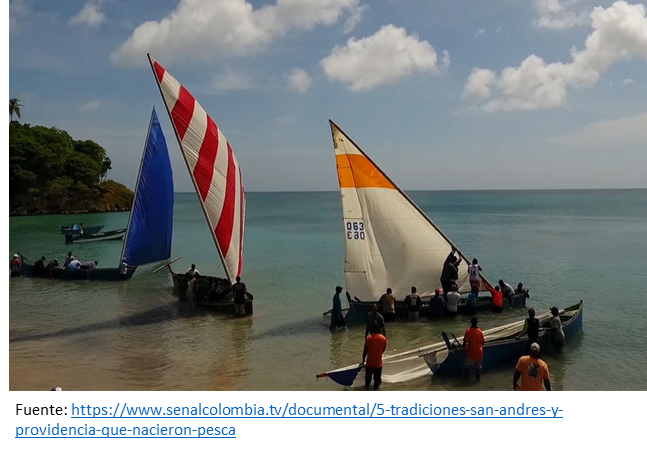 063
Fuente: https://www.senalcolombia.tv/documental/5-tradiciones-san-andres-y-
providencia-que-nacieron-pesca